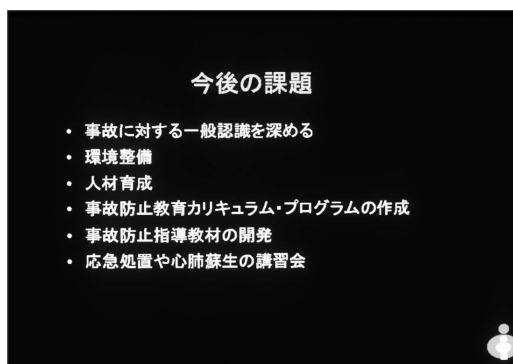 今後の課題
• 事故に対する一般認識を深める
• 環境整備
• 人材育成
• 事故防止教育カリキュラム・プログラムの作成
• 事故防止指導教材の開発
• 応急処置や心肺蘇生の講習会